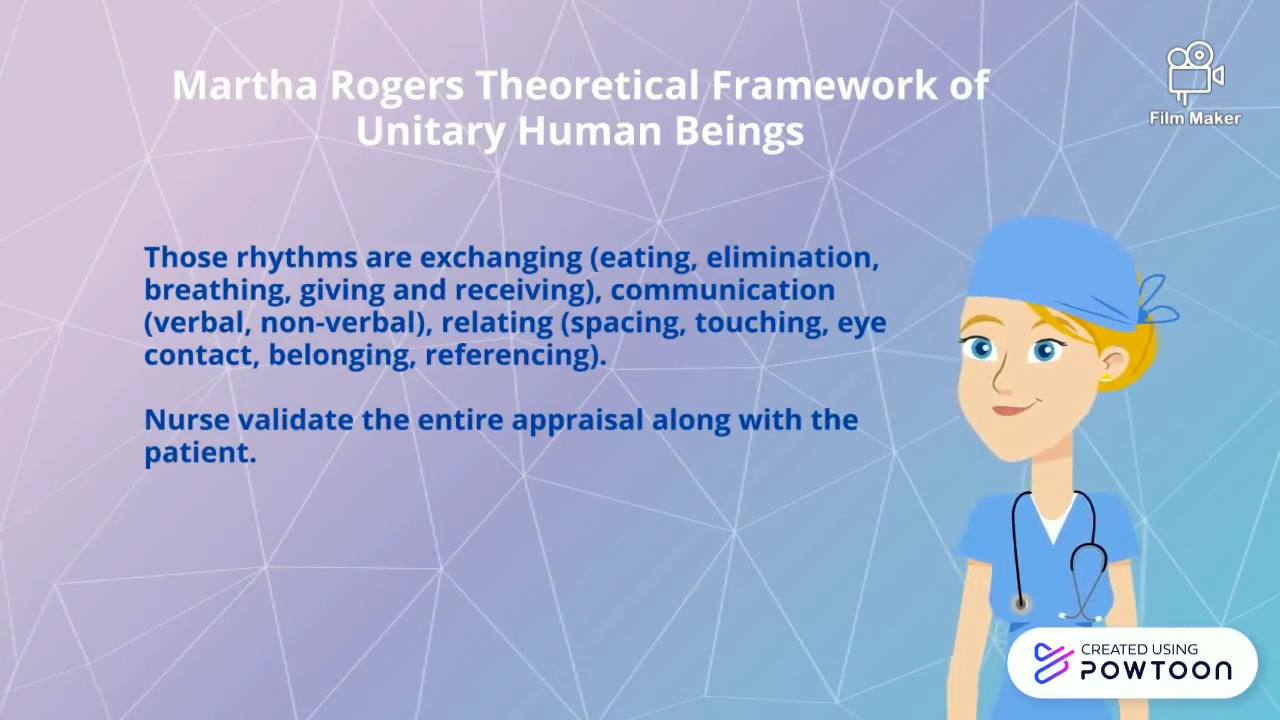 Martha Rogers Theoretical Framework of
Unitary Human Beings
Film Maker
Those rhythms are exchanging (eating, elimination,
breathing, giving and receiving), communication
(verbal, non-verbal), relating (spacing, touching, eye
contact, belonging, referencing).
Nurse validate the entire appraisal along with the
patient.
CREATED USING
POWTOON